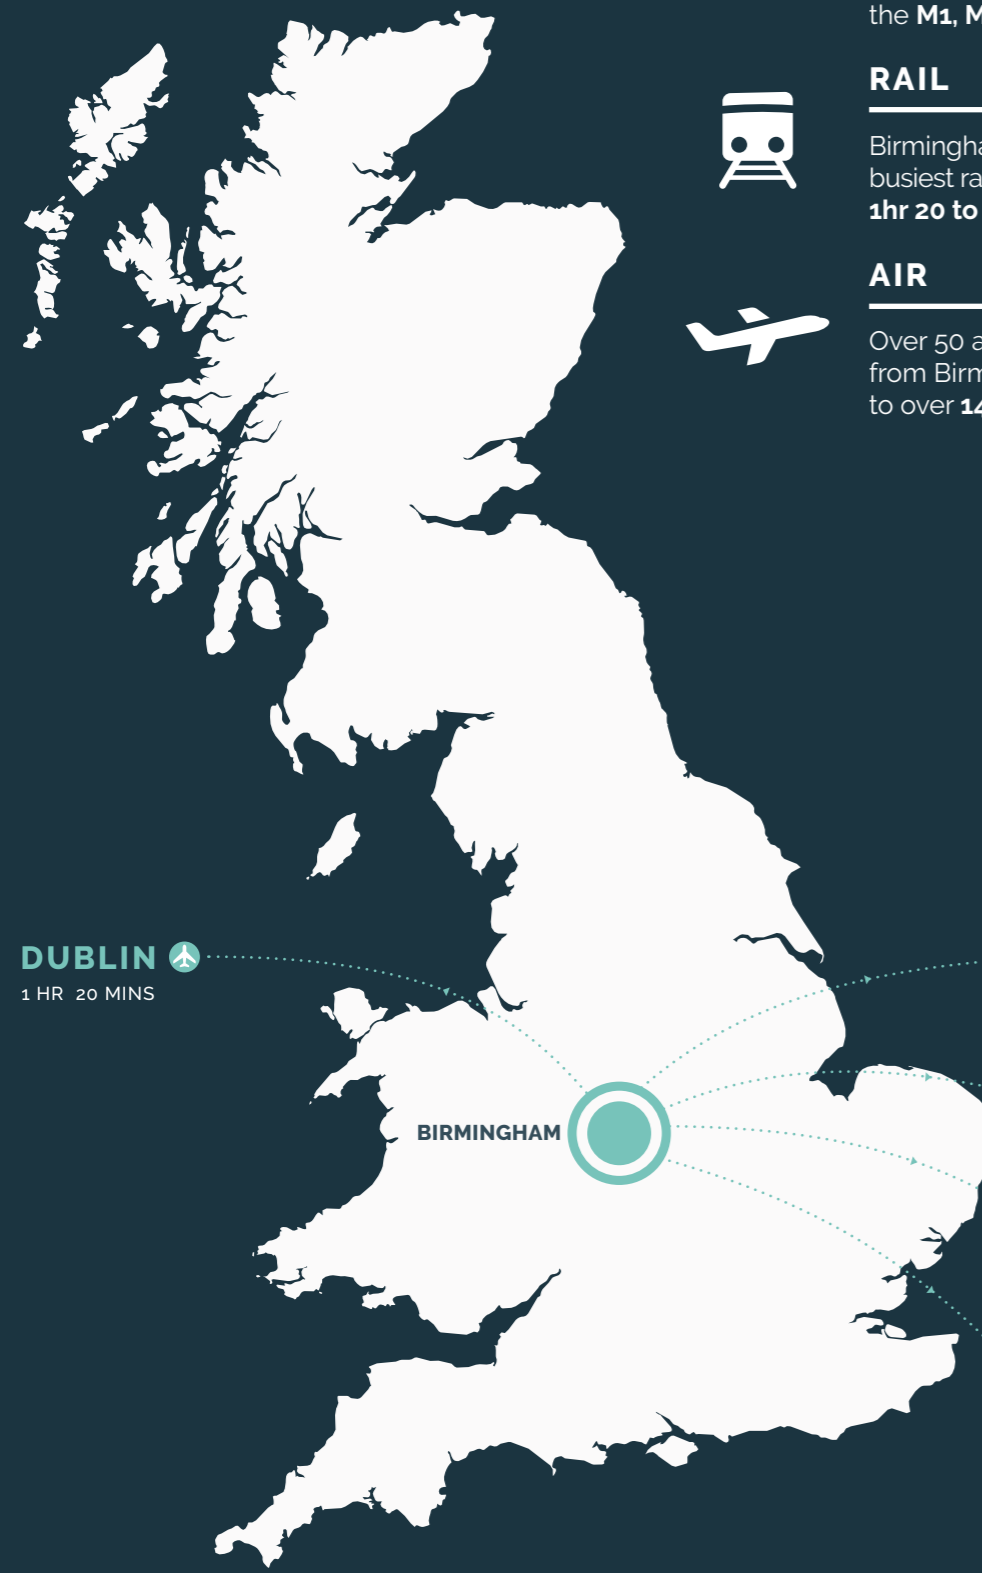 the M1, M
RAIL
Birmingha
busiest ra
1hr 20 to
AIR
Over 50 a
from Birm
to over 14
DUBLIN
1 HR 20 MINS
BIRMINGHAM